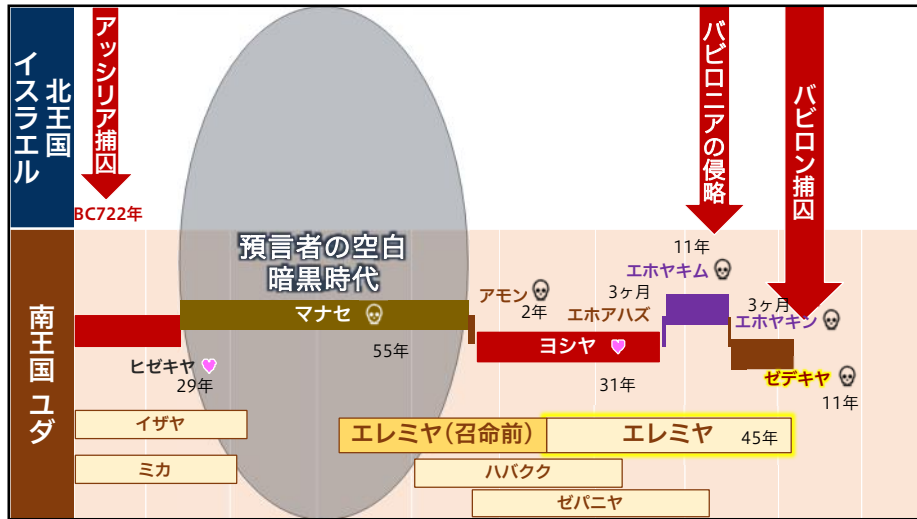 北王国
イスラエル
アッシリア捕囚
BC722年
バビロニアの侵略
バビロン捕囚
南王国 ユダ
預言者の空白
暗黒時代
マナセ
55年
ヒゼキヤ
29年
アモン
2年
ヨシヤ
31年
エホアハズ
3ヶ月
エホヤキム
11年
エホヤキン
3ヶ月
ゼデキヤ
11年
イザヤ
ミカ
エレミヤ(召命前)
エレミヤ 45年
ハバクク
ゼパニヤ